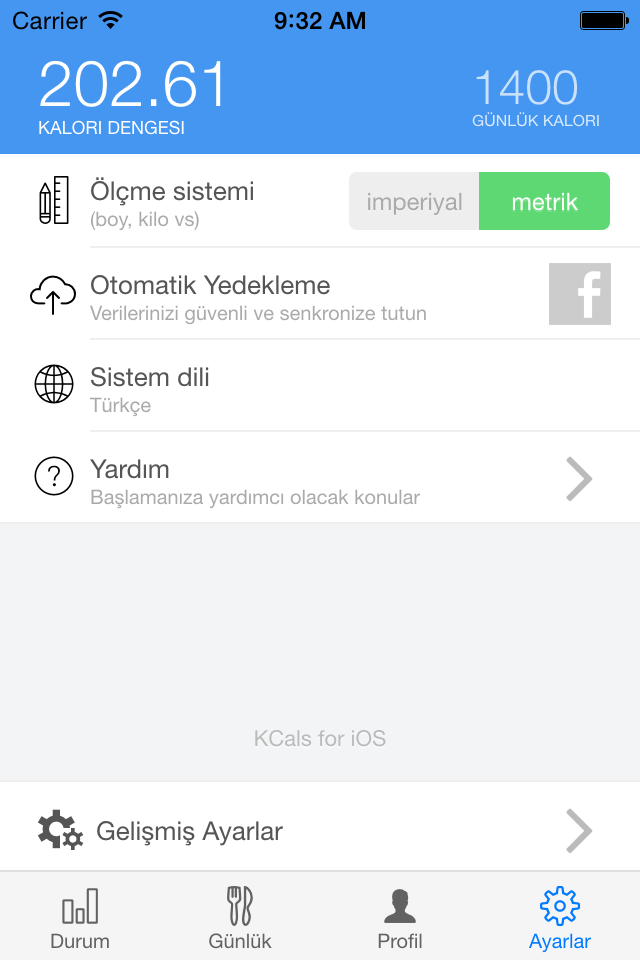 Carrier 9:32 AM
202.61 1400
KALORI DENGESI GÜNLÜK KALORI
Ölçme sistemi
(boy, kilo vs)
imperiyal metrik
Otomatik Yedekleme
Verilerinizi güvenli ve senkronize tutun
f
Sistem dili
Türkçe
?
Yardım
Başlamanıza yardımcı olacak konular
KCals for iOS
Gelişmiş Ayarlar
Durum Günlük Profil Ayarlar